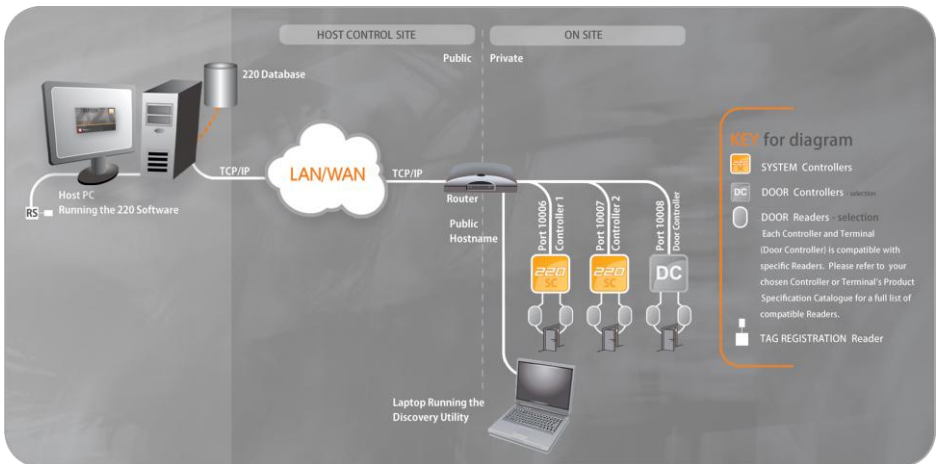 HOST CONTROL SITE
ON SITE
Public
Private
220 Database
TCP/IP
LAN/WAN
TCP/IP
Host PC
Running the 220 Software
RS
Router
Public
Hostname
Port 10006
Controller 1
Port 10007
Controller 2
Port 10008
Door Controller
220
SC
220
SC
DC
Laptop Running the
Discovery Utility
KEY for diagram
220
SC
SYSTEM Controllers
DC
DOOR Controllers - selection
DOOR Readers - selection
Each Controller and Terminal
(Door Controller) is compatible with
specific Readers. Please refer to your
chosen Controller or Terminal's Product
Specification Catalogue for a full list of
compatible Readers.
TAG REGISTRATION Reader